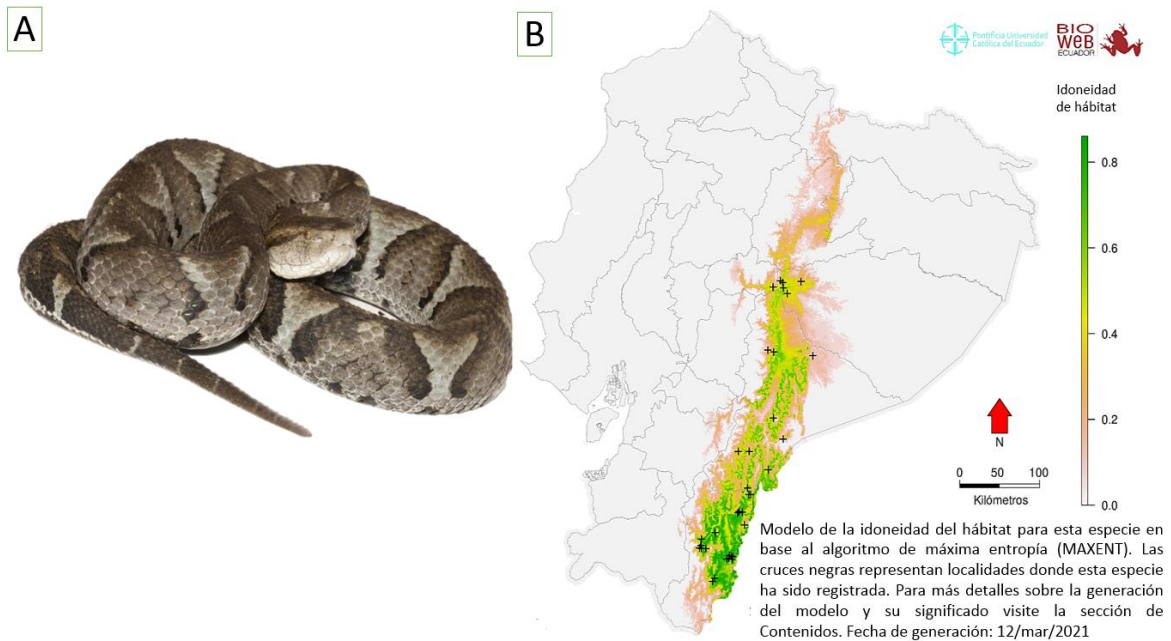 A
B
Pontificia Universidad
Católica del Ecuador
BIO
WEB
ECUADOR
Idoneidad
de hábitat
0.8
0.6
0.4
0.2
0.0
N
0 50 100
Kilómetros
Modelo de la idoneidad del hábitat para esta especie en
base al algoritmo de máxima entropía (MAXENT). Las
cruces negras representan localidades donde esta especie
ha sido registrada. Para más detalles sobre la generación
del modelo y su significado visite la sección de
Contenidos. Fecha de generación: 12/mar/2021